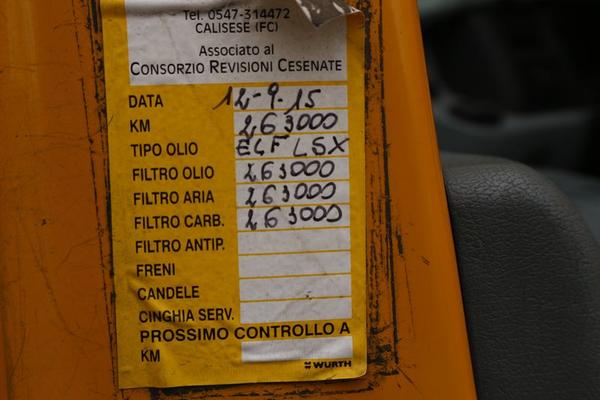 Tel. 0547-314472
CALISESE (FC)
Associato al
CONSORZIO REVISIONI CESENATE
DATA 12-9-15
KM 263000
TIPO OLIO ELF LSX
FILTRO OLIO 263000
FILTRO ARIA 263000
FILTRO CARB. 263000
FILTRO ANTIP.
FRENI
CANDELE
CINGHIA SERV.
PROSSIMO CONTROLLO A
KM
WÜRTH